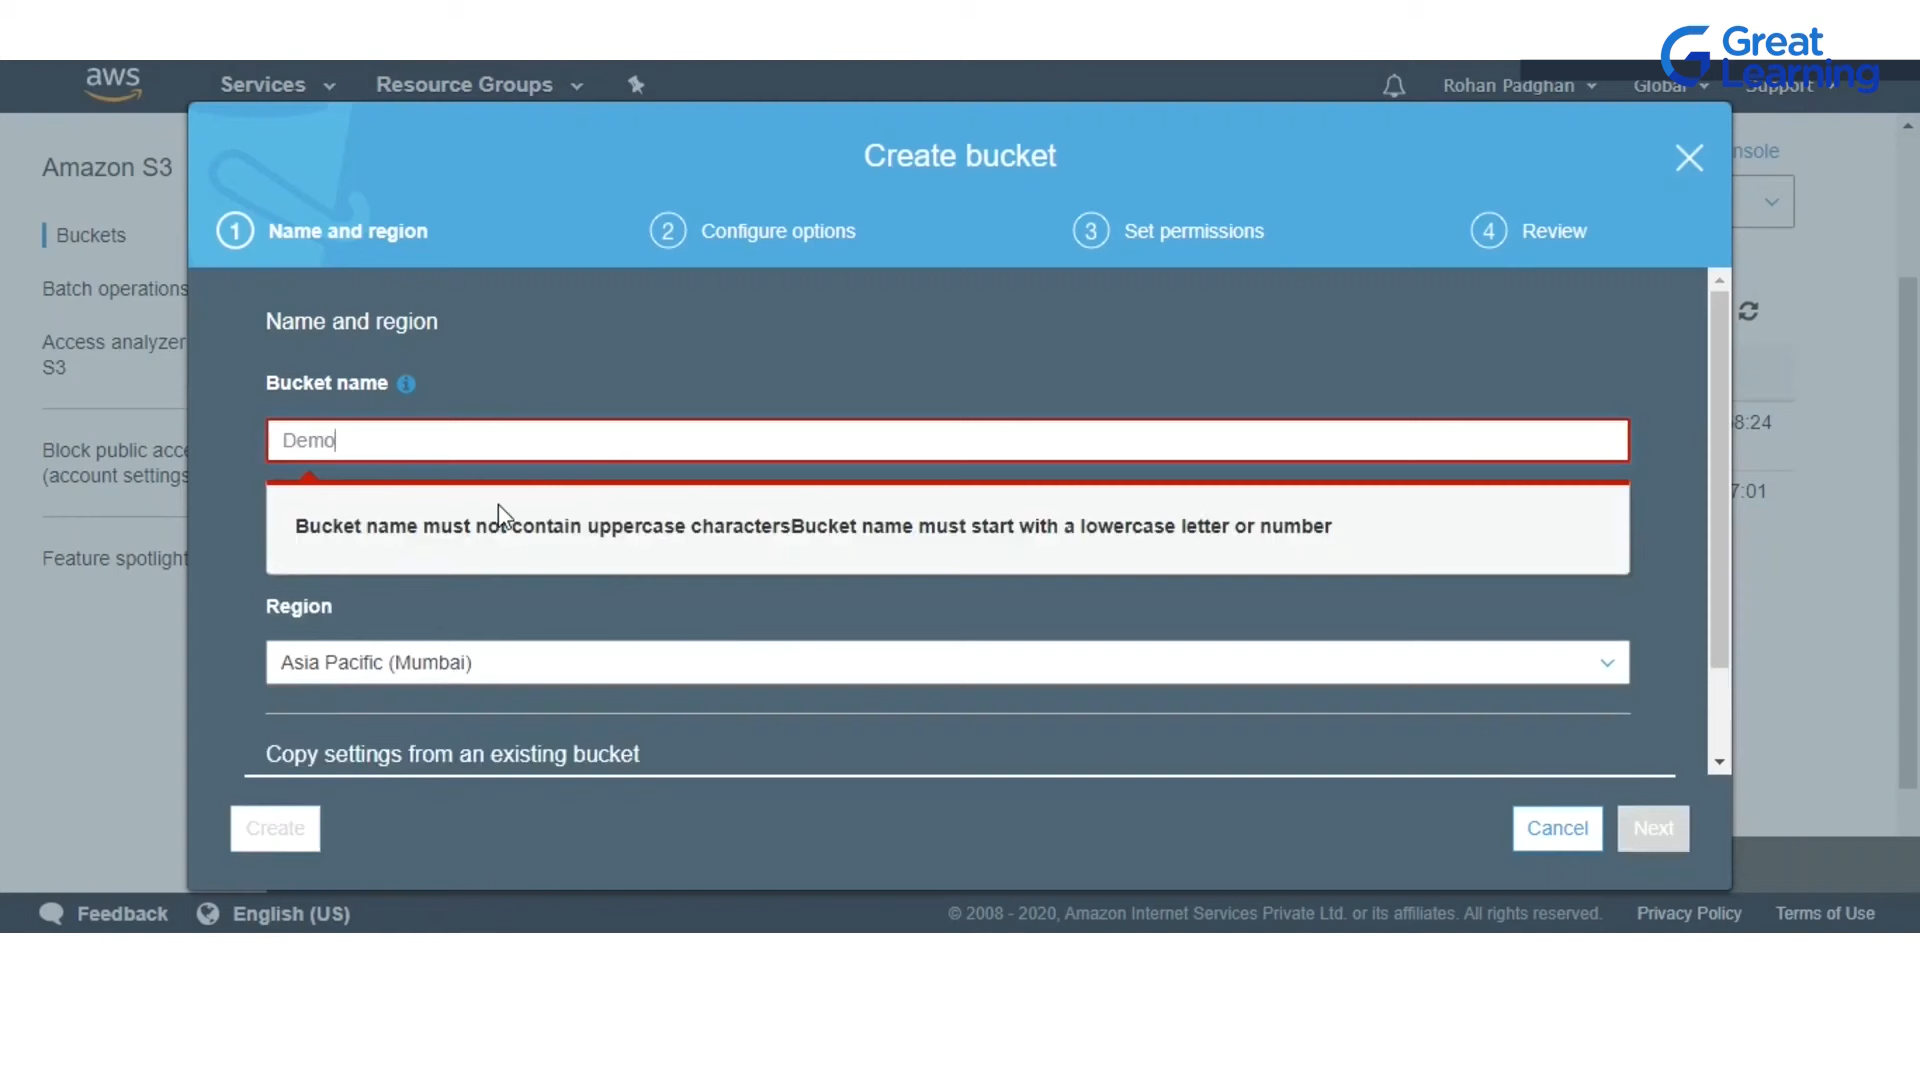 Great
Learning
aws
Services
Resource Groups
Rohan Padghan
Global
Support
Create bucket
1 Name and region
2 Configure options
3 Set permissions
4 Review
Amazon S3
Buckets
Batch operations
Access analyzer
S3
Block public acce
(account settings
Feature spotlight
nsole
8:24
7:01
Name and region
Bucket name
Demo
Bucket name must not contain uppercase charactersBucket name must start with a lowercase letter or number
Region
Asia Pacific (Mumbai)
Copy settings from an existing bucket
Create
Cancel
Next
Feedback
English (US)
© 2008 - 2020, Amazon Internet Services Private Ltd. or its affiliates. All rights reserved.
Privacy Policy
Terms of Use